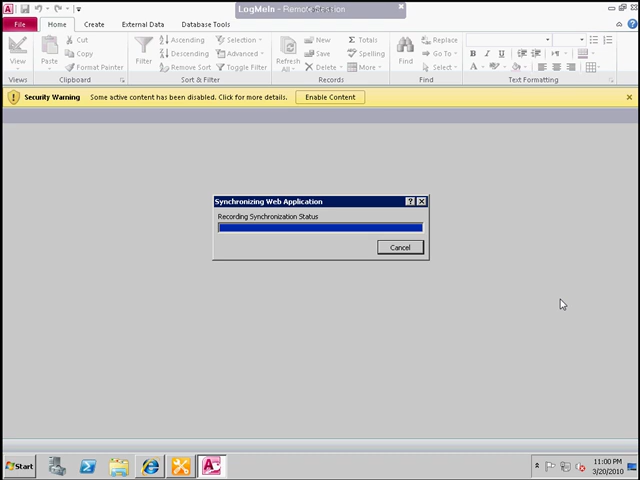 LogMeIn - Remote Session
File Home Create External Data Database Tools
View
Views
Paste
Cut
Copy
Format Painter
Clipboard
Filter
Ascending
Descending
Remove Sort
Selection
Advanced
Toggle Filter
Sort & Filter
Refresh All
New
Save
Delete
Totals
Spelling
More
Records
Find
Replace
Go To
Select
Find
B I U
A
Text Formatting
Security Warning Some active content has been disabled. Click for more details. Enable Content
Synchronizing Web Application
Recording Synchronization Status
Cancel
Start
11:00 PM
3/20/2010